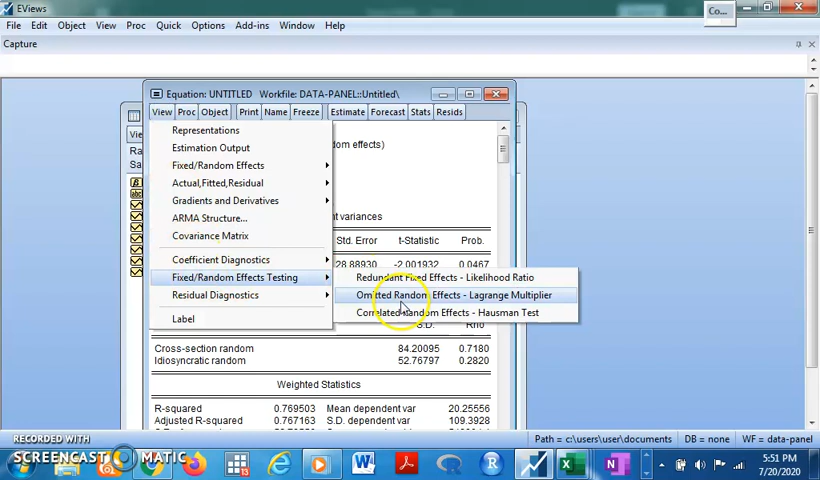 EViews
Co...
File Edit Object View Proc Quick Options Add-ins Window Help
Capture
Equation: UNTITLED Workfile: DATA-PANEL::Untitled\
View Proc Object Print Name Freeze Estimate Forecast Stats Resids
Representations
Estimation Output
Fixed/Random Effects
Actual,Fitted,Residual
Gradients and Derivatives
ARMA Structure...
Covariance Matrix
Coefficient Diagnostics
Fixed/Random Effects Testing
Residual Diagnostics
Label
Redundant Fixed Effects - Likelihood Ratio
Omitted Random Effects - Lagrange Multiplier
Correlated Random Effects - Hausman Test
om effects)
nt variances
Std. Error t-Statistic Prob.
28.88930 -2.001932 0.0467
S.D. Rho
Cross-section random 84.20095 0.7180
Idiosyncratic random 52.76797 0.2820
Weighted Statistics
R-squared 0.769503 Mean dependent var 20.25556
Adjusted R-squared 0.767163 S.D. dependent var 109.3928
RECORDED WITH
SCREENCAST MATIC
Path = c:\users\user\documents DB = none WF = data-panel
5:51 PM
7/20/2020